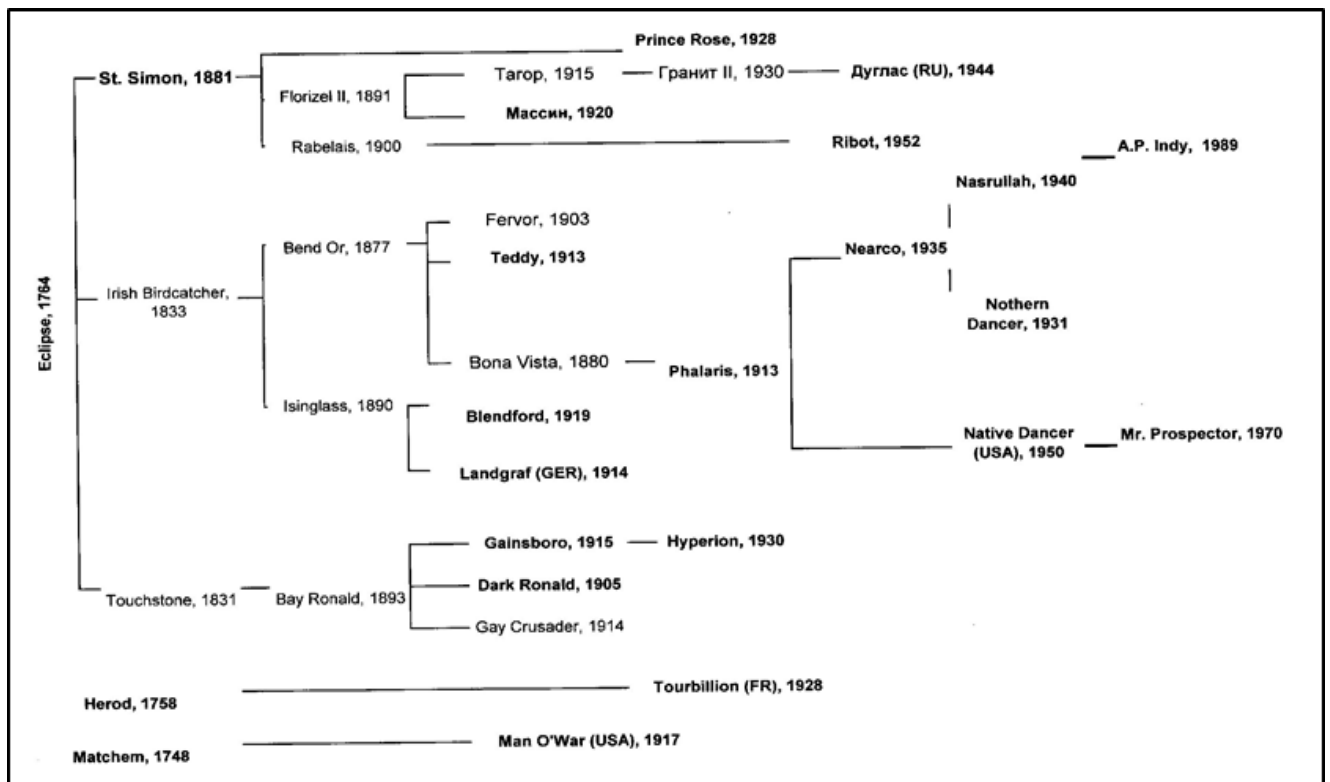 Prince Rose, 1928
St. Simon, 1881
Тагор, 1915
Гранит II, 1930
Дуглас (RU), 1944
Florizel II, 1891
Массин, 1920
Rabelais, 1900
Ribot, 1952
A.P. Indy, 1989
Nasrullah, 1940
Fervor, 1903
Bend Or, 1877
Teddy, 1913
Nearco, 1935
Eclipse, 1764
Irish Birdcatcher,
1833
Nothern
Dancer, 1931
Bona Vista, 1880
Phalaris, 1913
Isinglass, 1890
Blendford, 1919
Native Dancer
(USA), 1950
Mr. Prospector, 1970
Landgraf (GER), 1914
Gainsboro, 1915
Hyperion, 1930
Dark Ronald, 1905
Touchstone, 1831
Bay Ronald, 1893
Gay Crusader, 1914
Herod, 1758
Tourbillion (FR), 1928
Matchem, 1748
Man O'War (USA), 1917